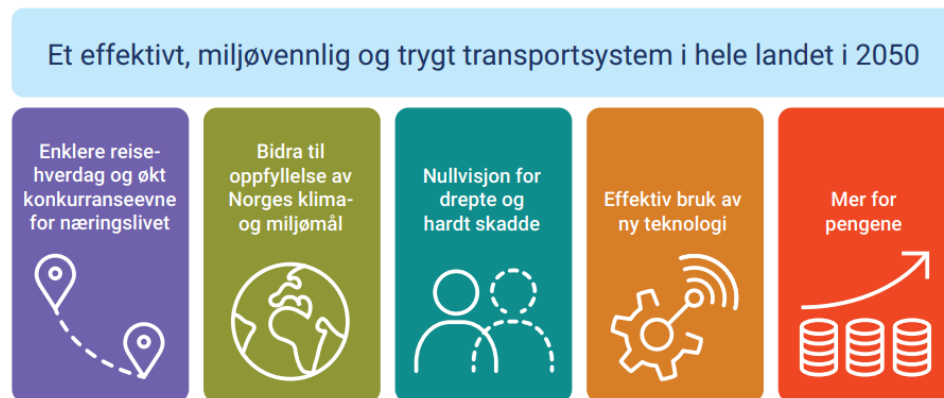 Et effektivt, miljøvennlig og trygt transportsystem i hele landet i 2050
Enklere reise-
hverdag og økt
konkurranseevne
for næringslivet
Bidra til
oppfyllelse av
Norges klima-
og miljømål
Nullvisjon for
drepte og
hardt skadde
Effektiv bruk av
ny teknologi
Mer for
pengene